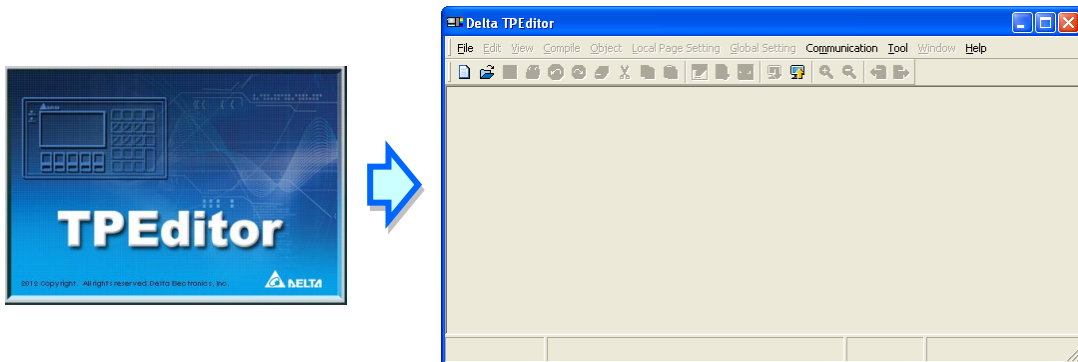 TPEditor
2012 Copyright. All rights reserved.Delta Electronics, Inc.
DELTA
Delta TPEditor
File Edit View Compile Object Local Page Setting Global Setting Communication Tool Window Help